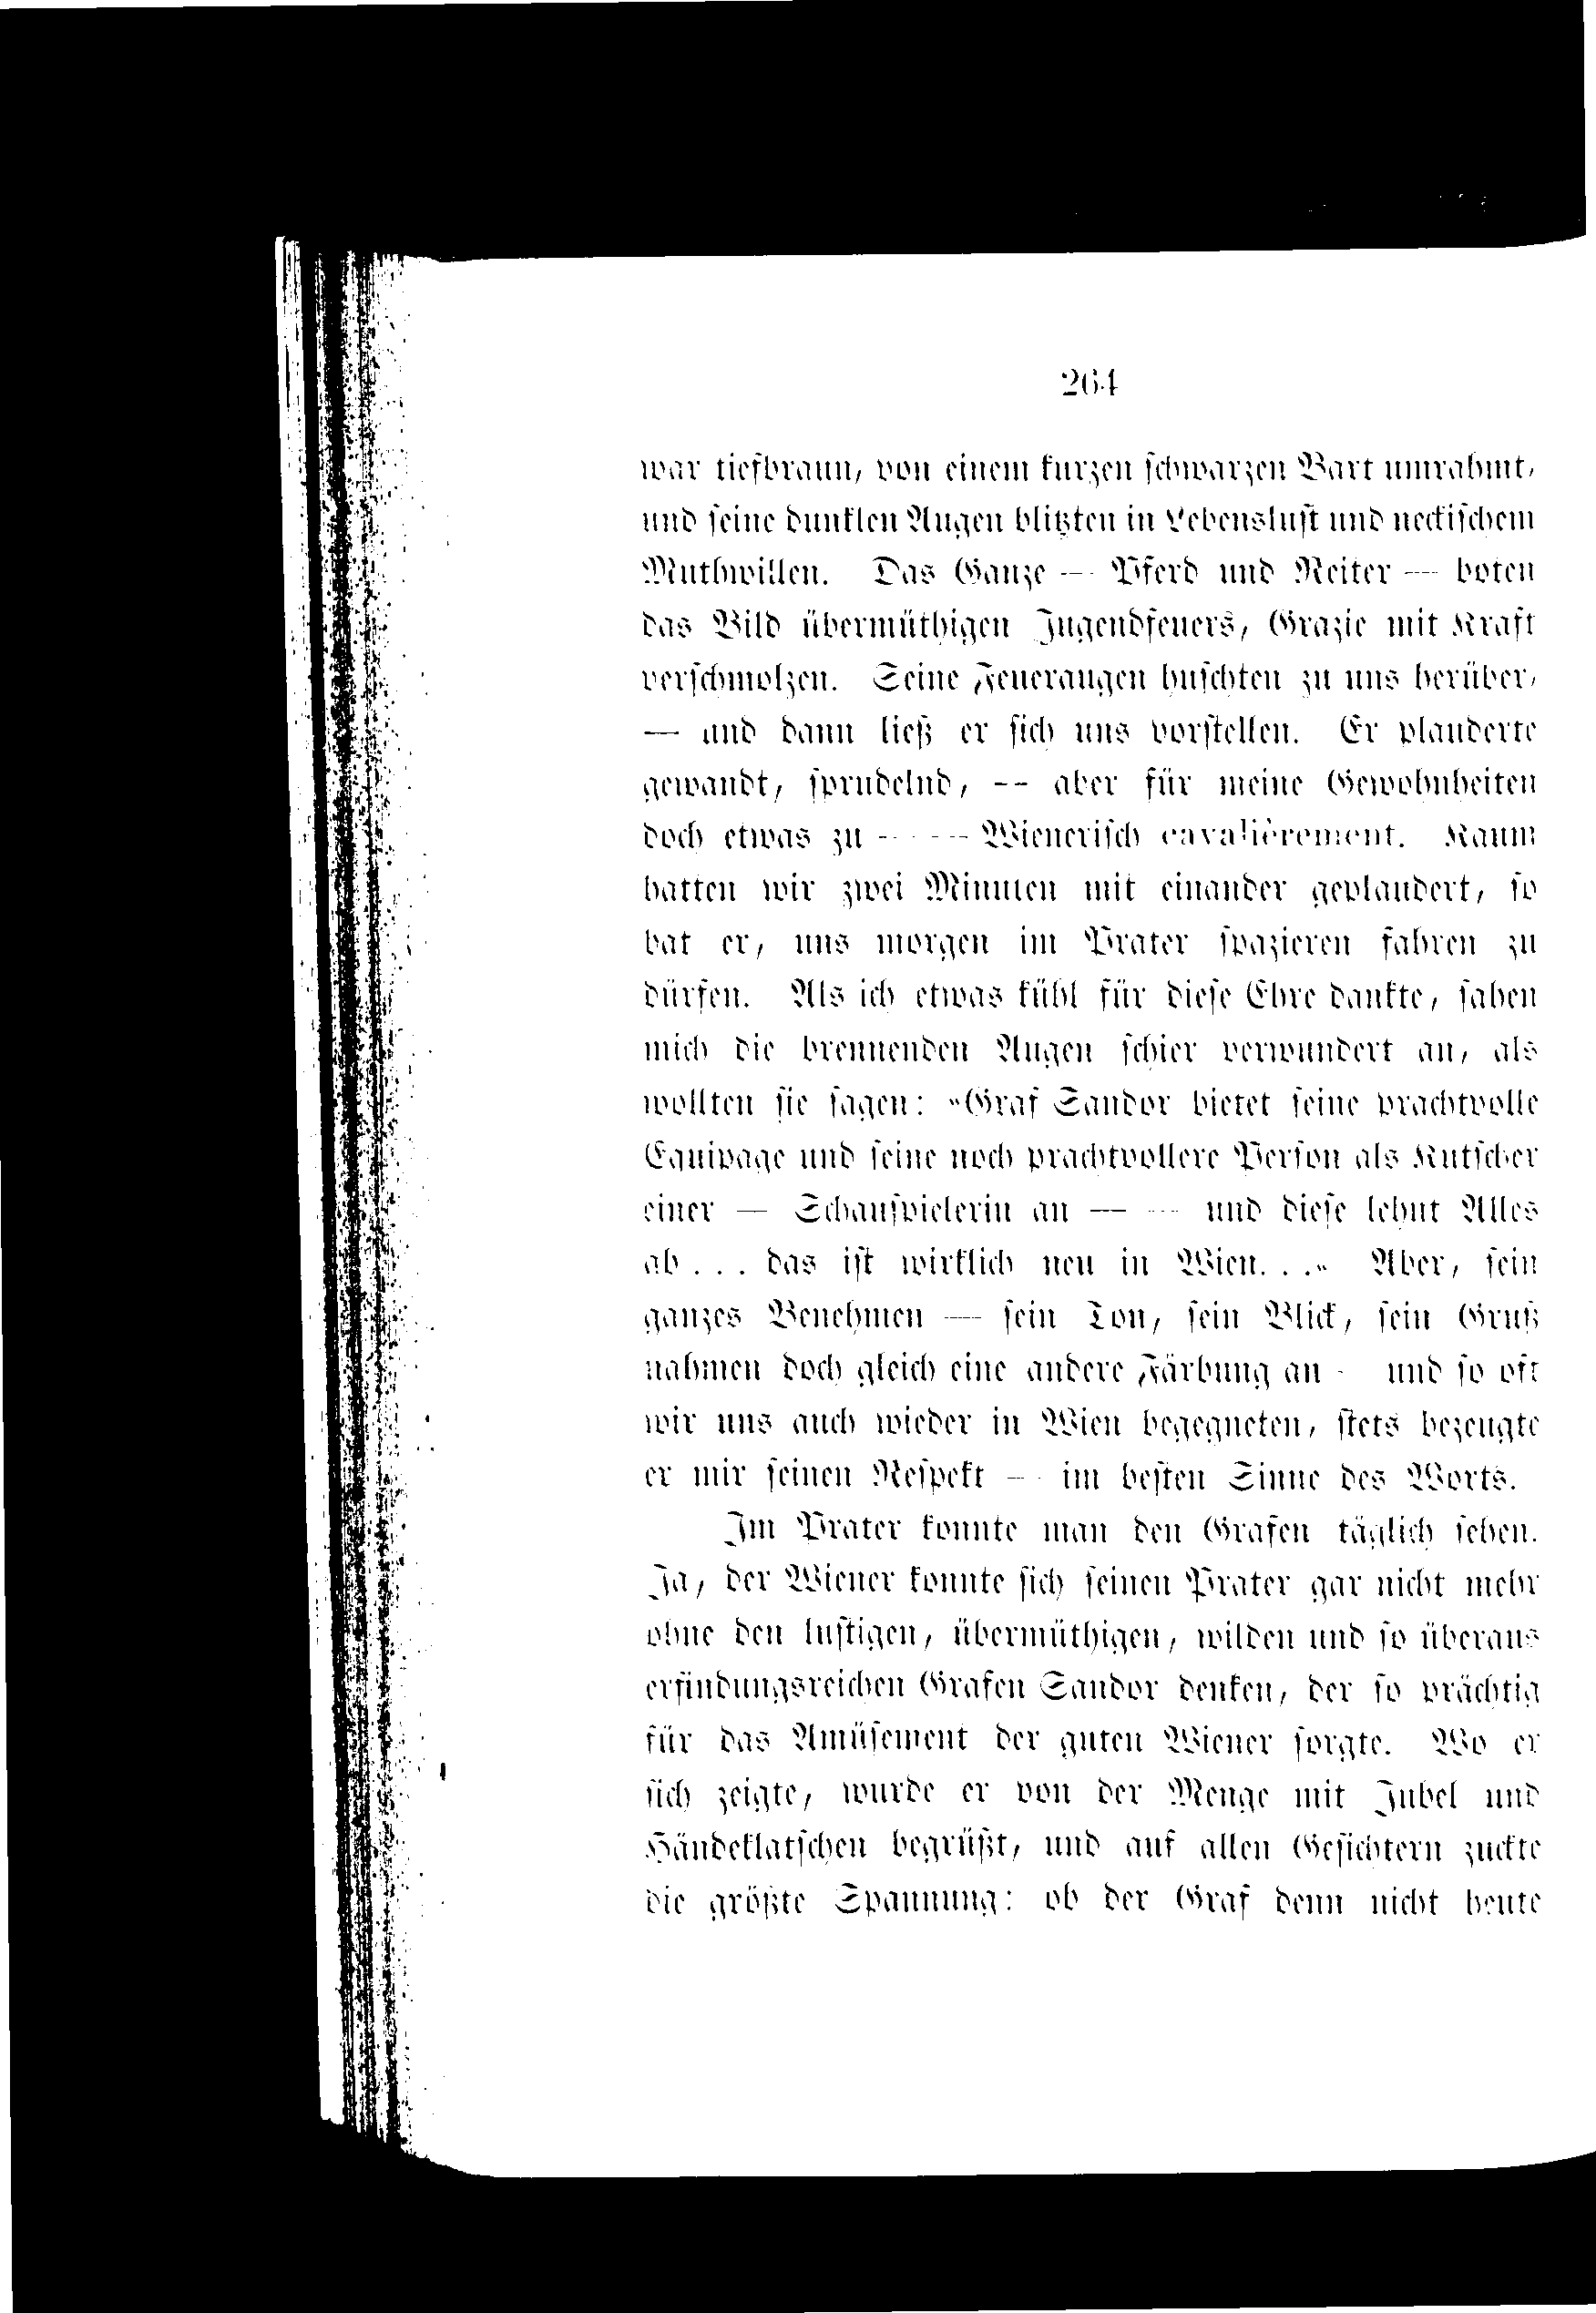 264
war tiefbraun, von einem kurzen schwarzen Bart umrahmt,
und seine dunklen Augen blitzten in Lebenslust und neckischem
Muthwillen. Das Ganze — Pferd und Reiter — boten
das Bild übermüthigen Jugendfeuers, Grazie mit Kraft
verschmolzen. Seine Feueraugen huschten zu uns herüber,
— und dann ließ er sich uns vorstellen. Er plauderte
gewandt, sprudelnd, — aber für meine Gewohnheiten
doch etwas zu — — Wienerisch cavalièrement. Kaum
hatten wir zwei Minuten mit einander geplaudert, so
bat er, uns morgen im Prater spazieren fahren zu
dürfen. Als ich etwas kühl für diese Ehre dankte, sahen
mich die brennenden Augen schier verwundert an, als
wollten sie sagen: »Graf Sandor bietet seine prachtvolle
Equipage und seine noch prachtvollere Person als Kutscher
einer — Schauspielerin an — — und diese lehnt Alles
ab... das ist wirklich neu in Wien...« Aber, sein
ganzes Benehmen — sein Ton, sein Blick, sein Gruß
nahmen doch gleich eine andere Färbung an — und so oft
wir uns auch wieder in Wien begegneten, stets bezeugte
er mir seinen Respekt — im besten Sinne des Worts.
Im Prater konnte man den Grafen täglich sehen.
Ja, der Wiener konnte sich seinen Prater gar nicht mehr
ohne den lustigen, übermüthigen, wilden und so überaus
erfindungsreichen Grafen Sandor denken, der so prächtig
für das Amüsement der guten Wiener sorgte. Wo er
sich zeigte, wurde er von der Menge mit Jubel und
Händeklatschen begrüßt, und auf allen Gesichtern zuckte
die größte Spannung: ob der Graf denn nicht heute